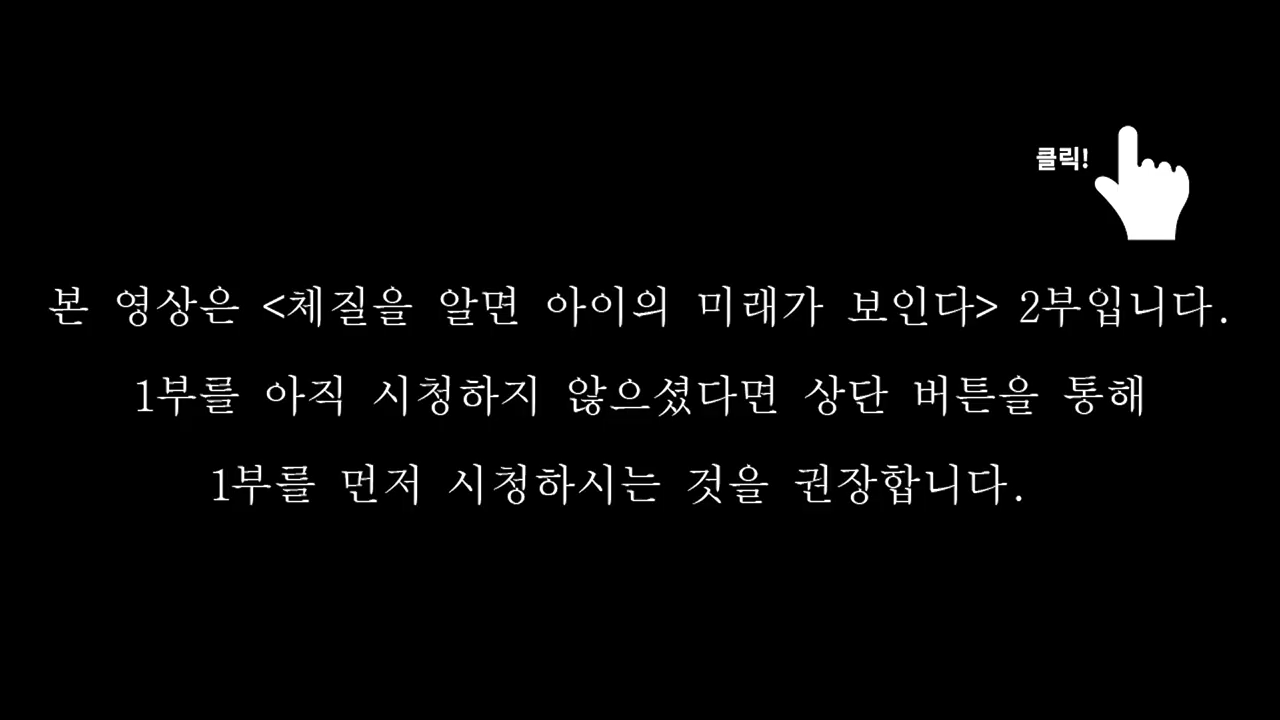 클릭!
본 영상은 <체질을 알면 아이의 미래가 보인다> 2부입니다.
1부를 아직 시청하지 않으셨다면 상단 버튼을 통해
1부를 먼저 시청하시는 것을 권장합니다.